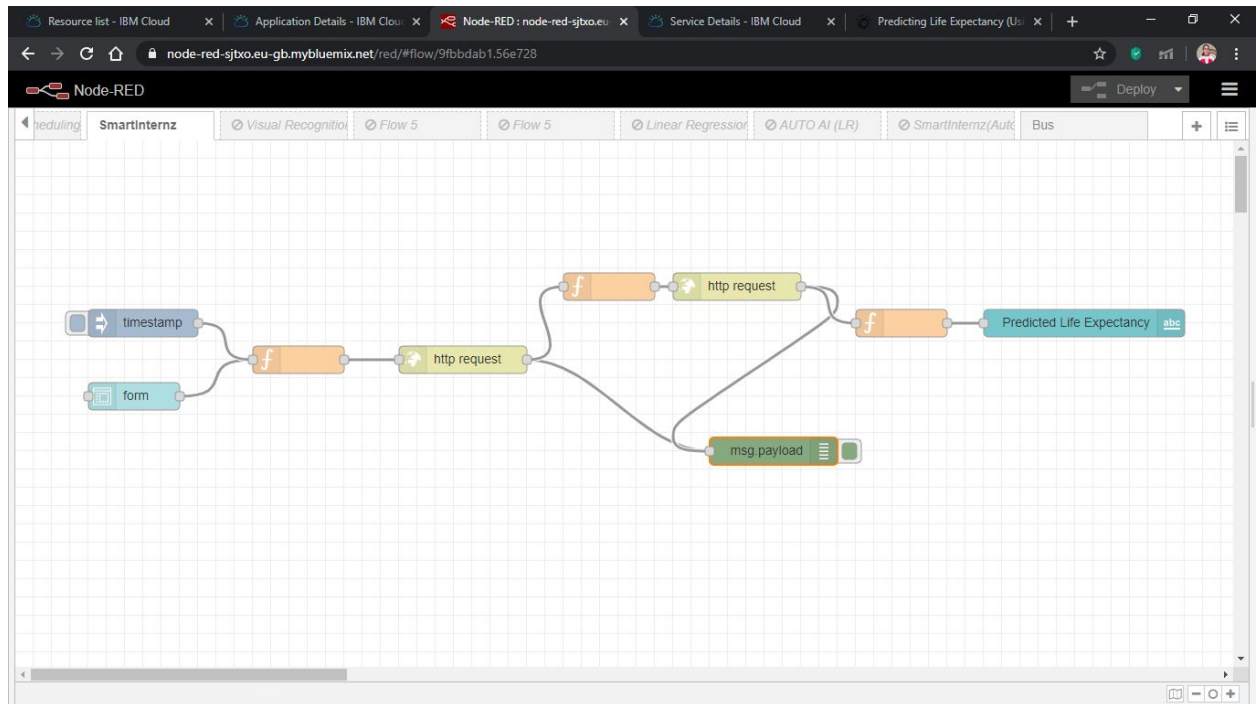 Resource list - IBM Cloud
Application Details - IBM Clou
Node-RED : node-red-sjtxo.eu-
Service Details - IBM Cloud
Predicting Life Expectancy (Usi
node-red-sjtxo.eu-gb.mybluemix.net/red/#flow/9fbbdab1.56e728
Node-RED
Deploy
heduling
SmartInternz
Visual Recognitio
Flow 5
Flow 5
Linear Regression
AUTO AI (LR)
SmartInternz(Auto
Bus
http request
timestamp
Predicted Life Expectancy
abc
http request
form
msg.payload